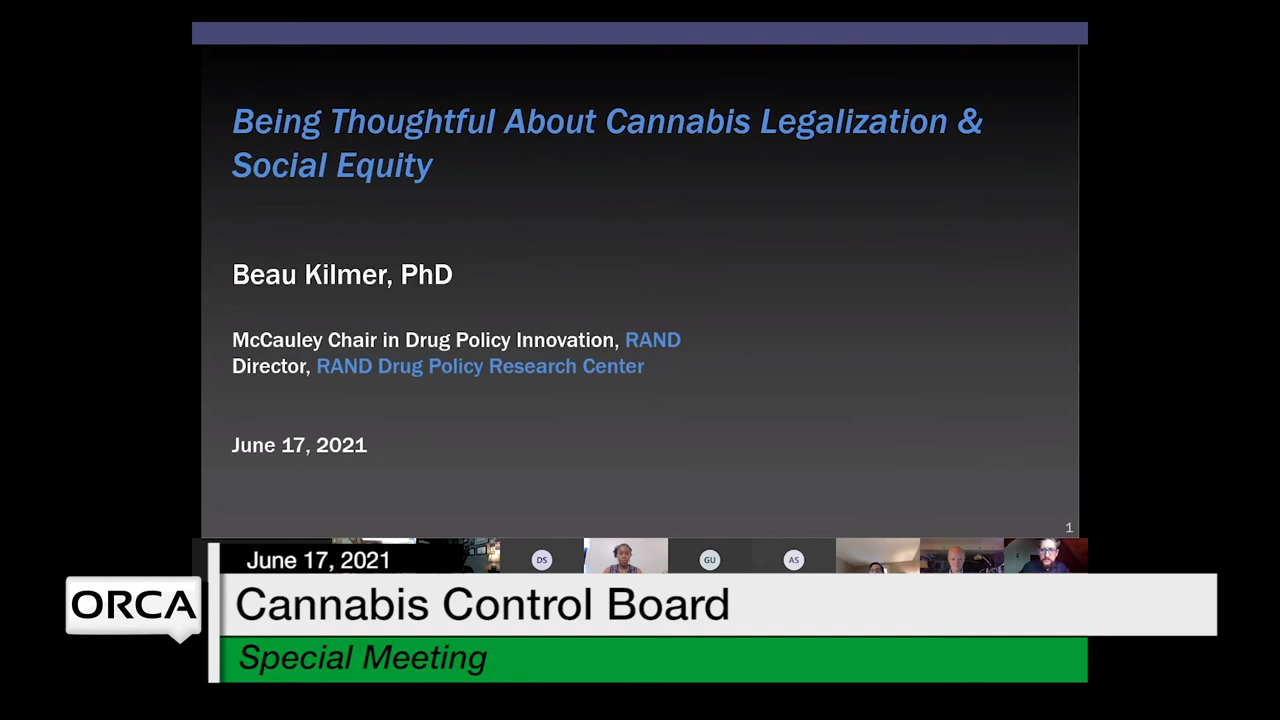 Being Thoughtful About Cannabis Legalization &
Social Equity
Beau Kilmer, PhD
McCauley Chair in Drug Policy Innovation, RAND
Director, RAND Drug Policy Research Center
June 17, 2021
1
DS
GU
AS
June 17, 2021
ORCA
Cannabis Control Board
Special Meeting